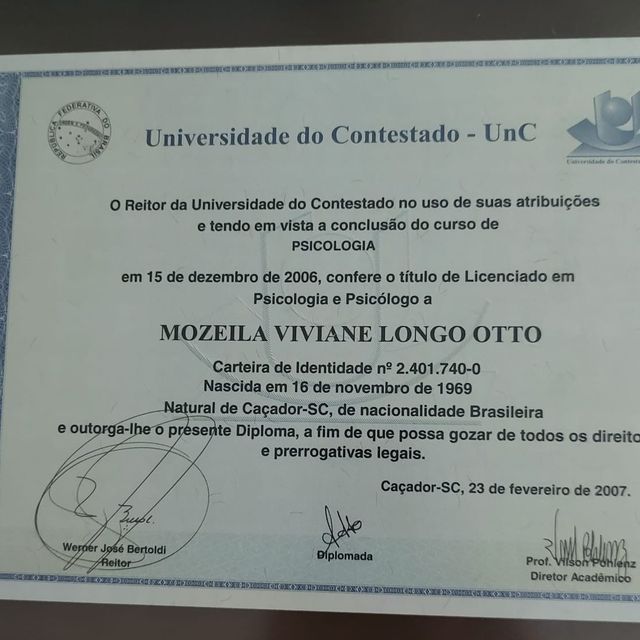 REPÚBLICA FEDERATIVA DO BRASIL
Universidade do Contestado - UnC
Universidade do Contestado
O Reitor da Universidade do Contestado no uso de suas atribuições
e tendo em vista a conclusão do curso de
PSICOLOGIA
em 15 de dezembro de 2006, confere o título de Licenciado em
Psicologia e Psicólogo a
MOZEILA VIVIANE LONGO OTTO
Carteira de Identidade nº 2.401.740-0
Nascida em 16 de novembro de 1969
Natural de Caçador-SC, de nacionalidade Brasileira
e outorga-lhe o presente Diploma, a fim de que possa gozar de todos os direito
e prerrogativas legais.
Caçador-SC, 23 de fevereiro de 2007.
Werner José Bertoldi
Reitor
Diplomada
Prof. Vilson Pohlenz
Diretor Acadêmico